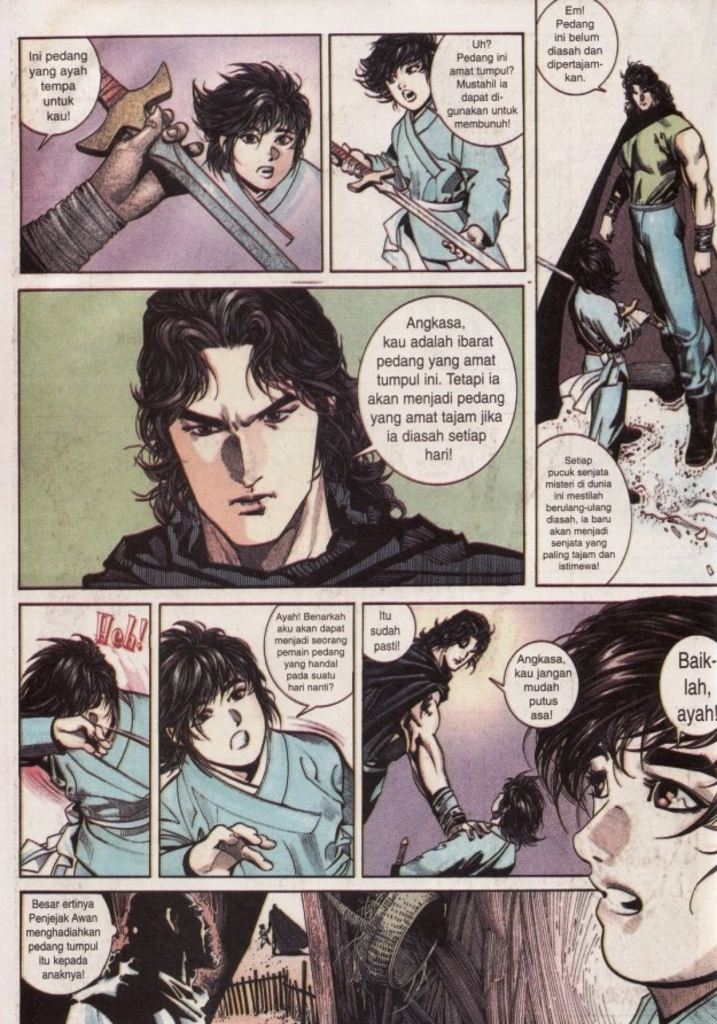 Ini pedang
yang ayah
tempa
untuk
kau!
Uh?
Pedang ini
amat tumpul?
Mustahil ia
dapat di-
gunakan untuk
membunuh!
Em!
Pedang
ini belum
diasah dan
dipertajam-
kan.
Angkasa,
kau adalah ibarat
pedang yang amat
tumpul ini. Tetapi ia
akan menjadi pedang
yang amat tajam jika
ia diasah setiap
hari!
Setiap
pucuk senjata
misteri di dunia
ini mestilah
berulang-ulang
diasah, ia baru
akan menjadi
senjata yang
paling tajam dan
istimewa!
Heh!
Ayah! Benarkah
aku akan dapat
menjadi seorang
pemain pedang
yang handal
pada suatu
hari nanti?
Itu
sudah
pasti!
Angkasa,
kau jangan
mudah
putus
asa!
Baik-
lah,
ayah!
Besar ertinya
Penjejak Awan
menghadiahkan
pedang tumpul
itu kepada
anaknya!